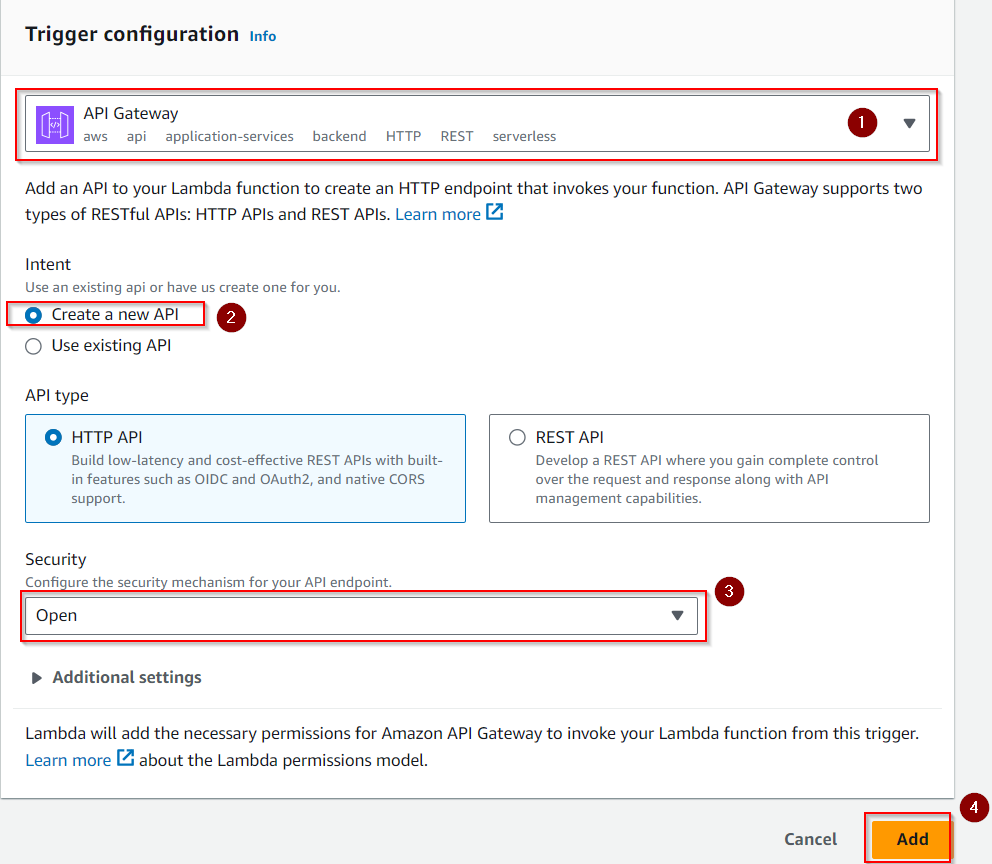 Trigger configuration Info
API Gateway
1
aws api application-services backend HTTP REST serverless
Add an API to your Lambda function to create an HTTP endpoint that invokes your function. API Gateway supports two
types of RESTful APIs: HTTP APIs and REST APIs. Learn more
Intent
Use an existing api or have us create one for you.
Create a new API
2
Use existing API
API type
HTTP API
Build low-latency and cost-effective REST APIs with built-
in features such as OIDC and OAuth2, and native CORS
support.
REST API
Develop a REST API where you gain complete control
over the request and response along with API
management capabilities.
Security
Configure the security mechanism for your API endpoint.
3
Open
Additional settings
Lambda will add the necessary permissions for Amazon API Gateway to invoke your Lambda function from this trigger.
Learn more about the Lambda permissions model.
4
Cancel Add